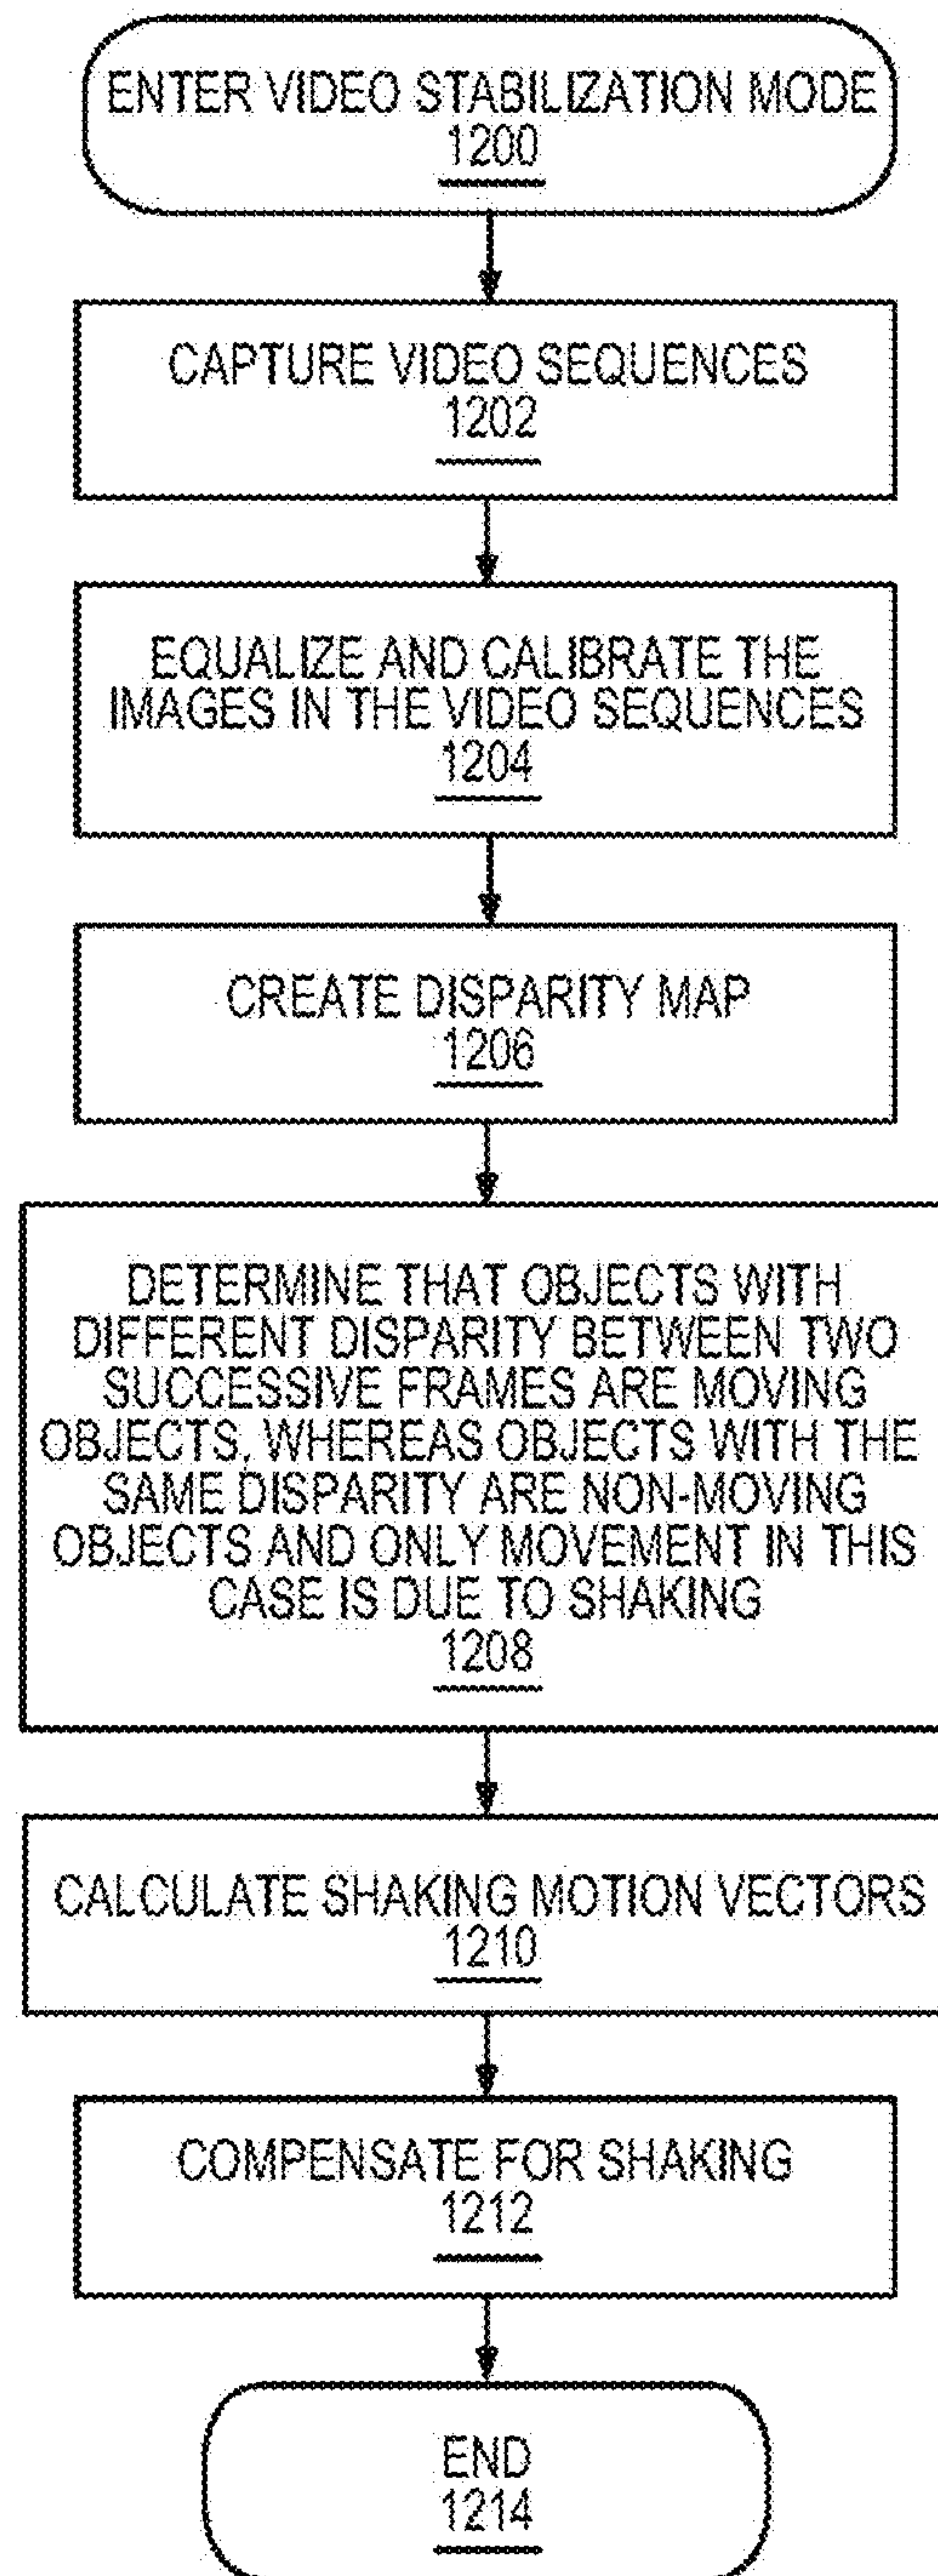 ENTER VIDEO STABILIZATION MODE
1200
CAPTURE VIDEO SEQUENCES
1202
EQUALIZE AND CALIBRATE THE
IMAGES IN THE VIDEO SEQUENCES
1204
CREATE DISPARITY MAP
1206
DETERMINE THAT OBJECTS WITH
DIFFERENT DISPARITY BETWEEN TWO
SUCCESSIVE FRAMES ARE MOVING
OBJECTS, WHEREAS OBJECTS WITH THE
SAME DISPARITY ARE NON-MOVING
OBJECTS AND ONLY MOVEMENT IN THIS
CASE IS DUE TO SHAKING
1208
CALCULATE SHAKING MOTION VECTORS
1210
COMPENSATE FOR SHAKING
1212
END
1214